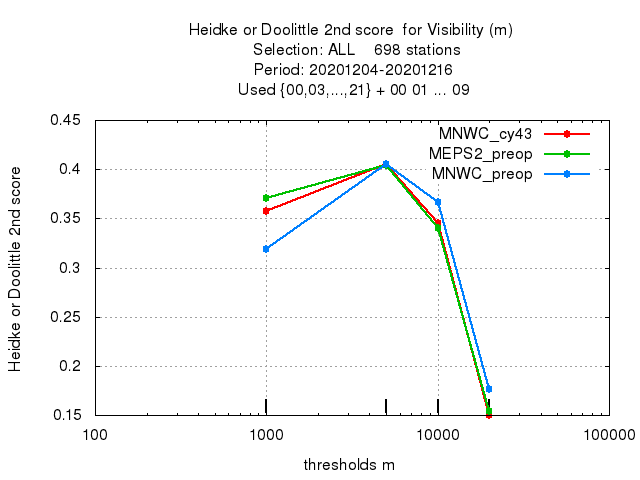 Heidke or Doolittle 2nd score  for Visibility (m)
Selection: ALL    698 stations
Period: 20201204-20201216
Used {00,03,...,21} + 00 01 ... 09
MNWC_cy43
MEPS2_preop
MNWC_preop
Heidke or Doolittle 2nd score
0.45
0.4
0.35
0.3
0.25
0.2
0.15
100 1000 10000 100000
thresholds m